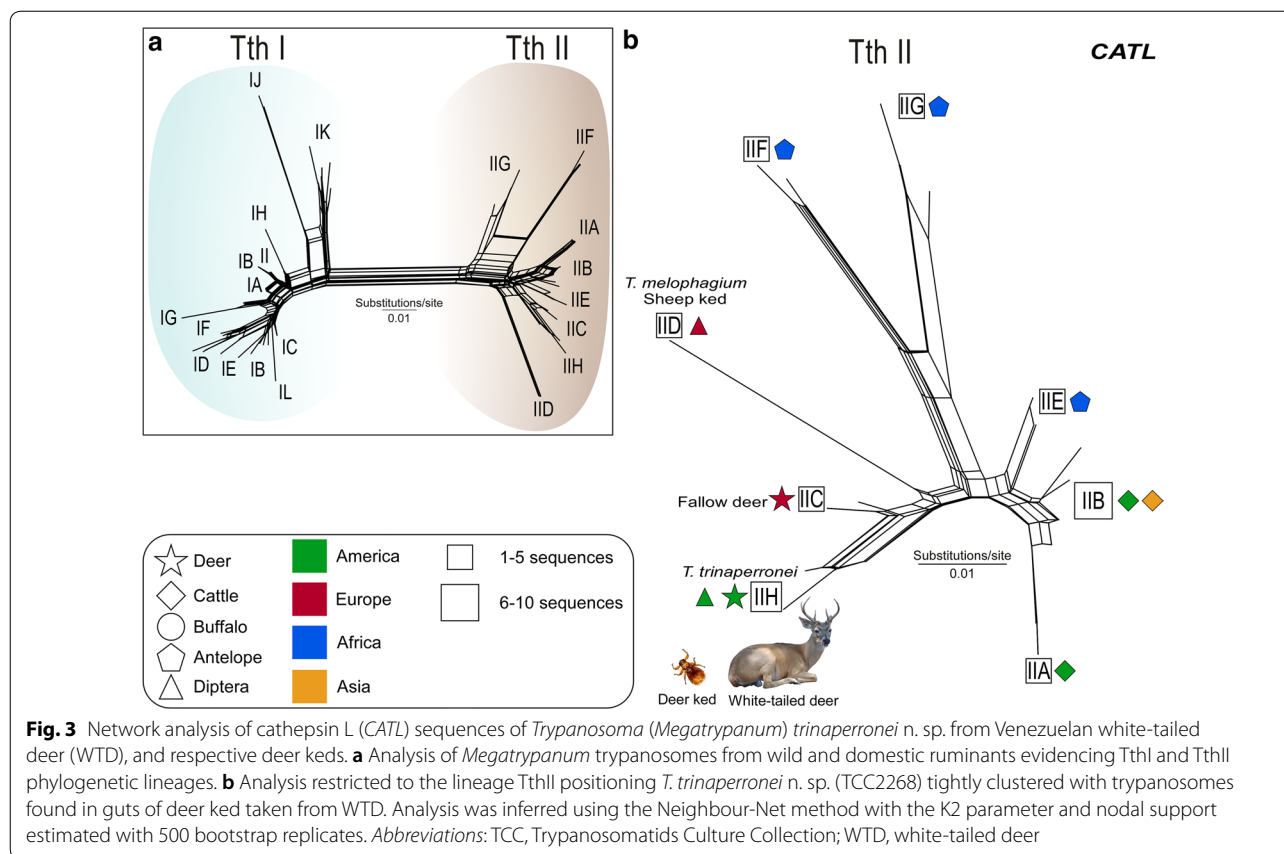 a
Tth I
Tth II
IJ
IK
IIF
IIG
IH
IIA
IB
II
IIB
IA
IIE
Substitutions/site
0.01
IG
IF
IIC
IC
ID
IE
IB
IIH
IL
IID
b
Tth II
CATL
IIG
IIF
T. melophagium
Sheep ked
IID
IIE
Fallow deer
IIC
IIB
Substitutions/site
0.01
T. trinaperronei
IIH
IIA
Deer ked
White-tailed deer
Deer
Cattle
Buffalo
Antelope
Diptera
America
Europe
Africa
Asia
1-5 sequences
6-10 sequences
Fig. 3 Network analysis of cathepsin L (CATL) sequences of Trypanosoma (Megatrypanum) trinaperronei n. sp. from Venezuelan white-tailed
deer (WTD), and respective deer keds. a Analysis of Megatrypanum trypanosomes from wild and domestic ruminants evidencing TthI and TthII
phylogenetic lineages. b Analysis restricted to the lineage TthII positioning T. trinaperronei n. sp. (TCC2268) tightly clustered with trypanosomes
found in guts of deer ked taken from WTD. Analysis was inferred using the Neighbour-Net method with the K2 parameter and nodal support
estimated with 500 bootstrap replicates. Abbreviations: TCC, Trypanosomatids Culture Collection; WTD, white-tailed deer